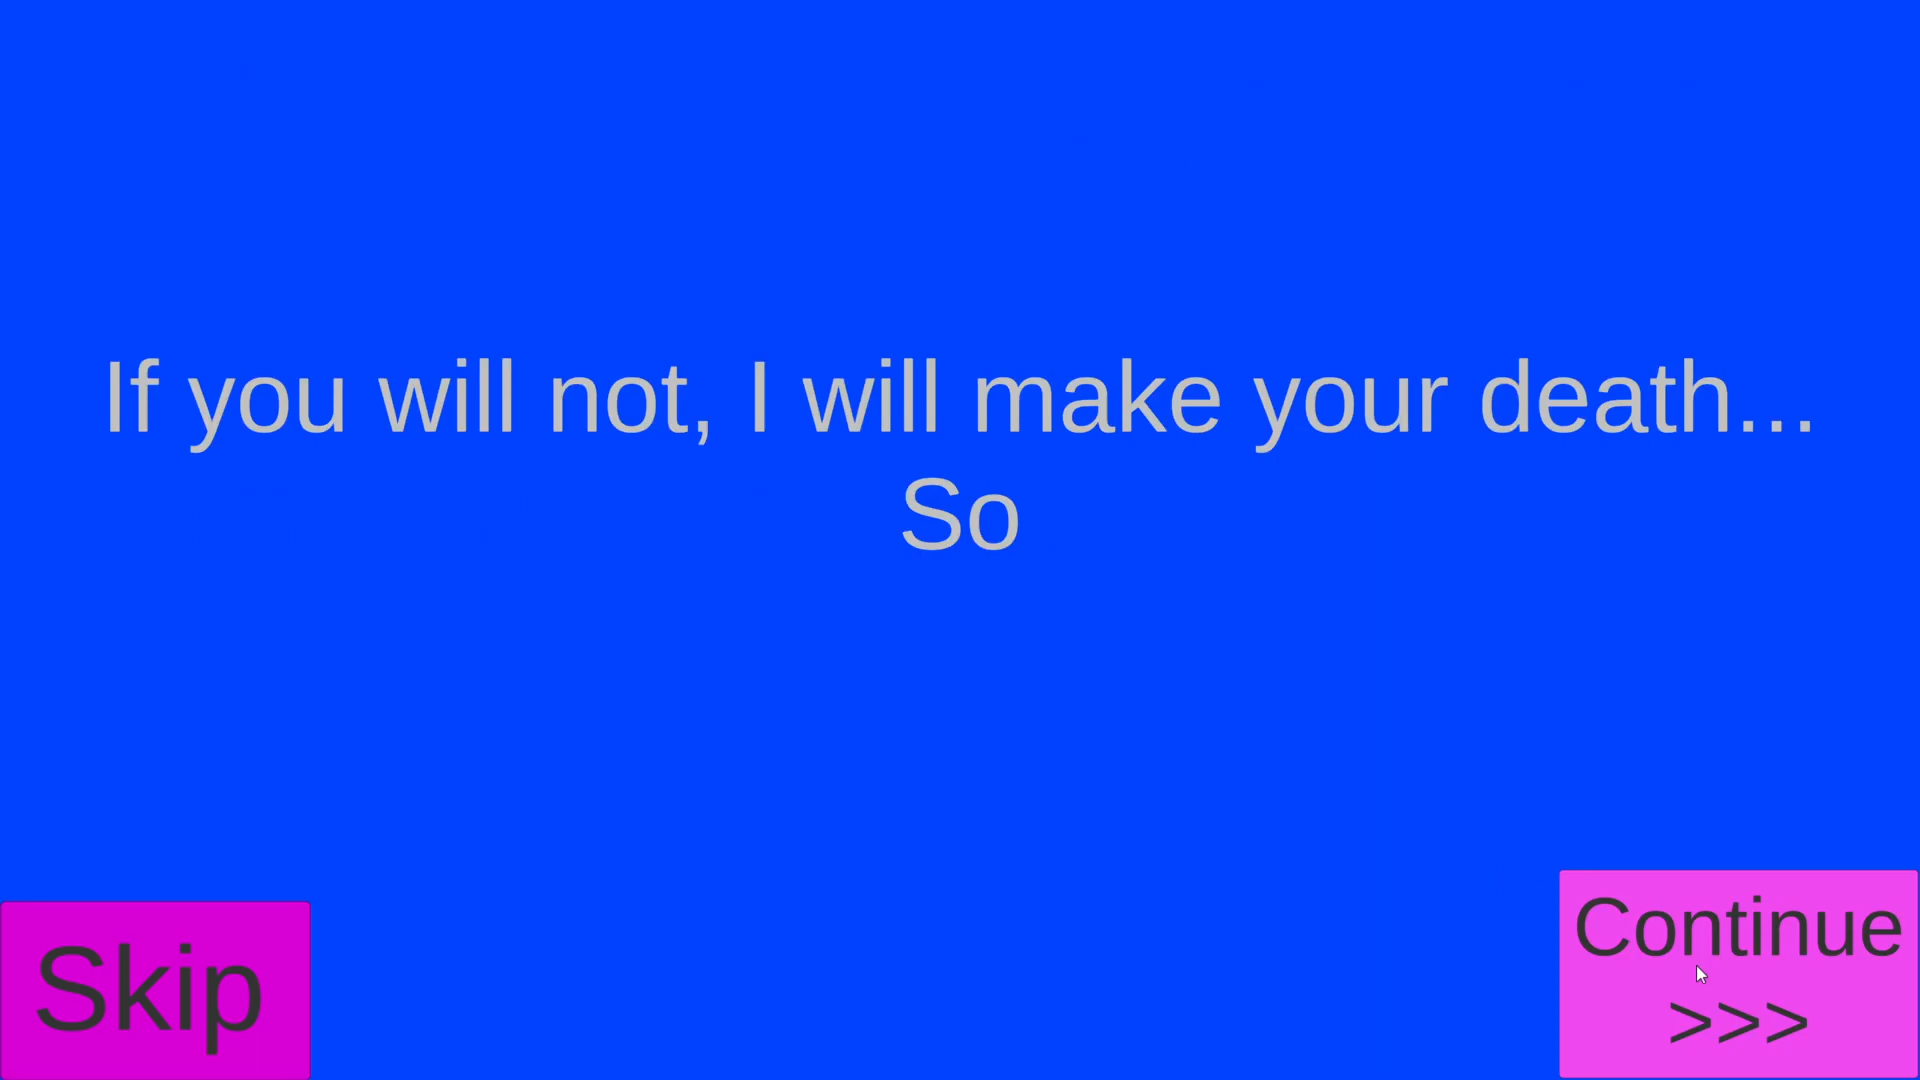 If you will not, I will make your death...
So
Skip
Continue
>>>